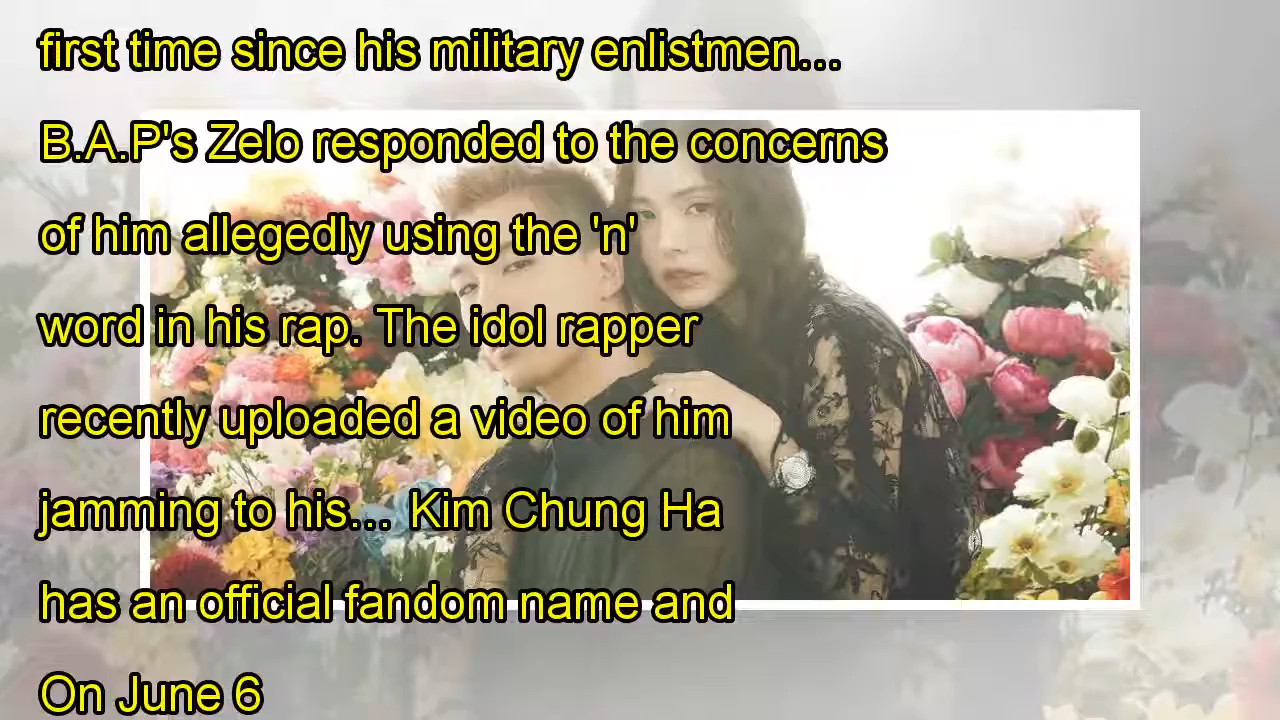 first time since his military enlistmen...
B.A.P's Zelo responded to the concerns
of him allegedly using the 'n'
word in his rap. The idol rapper
recently uploaded a video of him
jamming to his... Kim Chung Ha
has an official fandom name and
On June 6